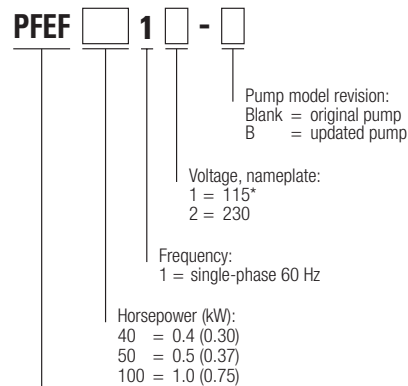 PFEF 1 -
Pump model revision:
Blank = original pump
B = updated pump
Voltage, nameplate:
1 = 115*
2 = 230
Frequency:
1 = single-phase 60 Hz
Horsepower (kW):
40 = 0.4 (0.30)
50 = 0.5 (0.37)
100 = 1.0 (0.75)